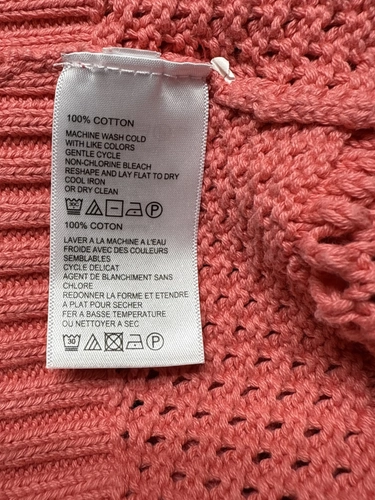 100% COTTON
MACHINE WASH COLD
WITH LIKE COLORS
GENTLE CYCLE
NON-CHLORINE BLEACH
RESHAPE AND LAY FLAT TO DRY
COOL IRON
OR DRY CLEAN
P
100% COTTON
LAVER A LA MACHINE A L'EAU
FROIDE AVEC DES COULEURS
SEMBLABLES
CYCLE DELICAT
AGENT DE BLANCHIMENT SANS
CHLORE
REDONNER LA FORME ET ETENDRE
A PLAT POUR SECHER
FER A BASSE TEMPERATURE
OU NETTOYER A SEC
30 P